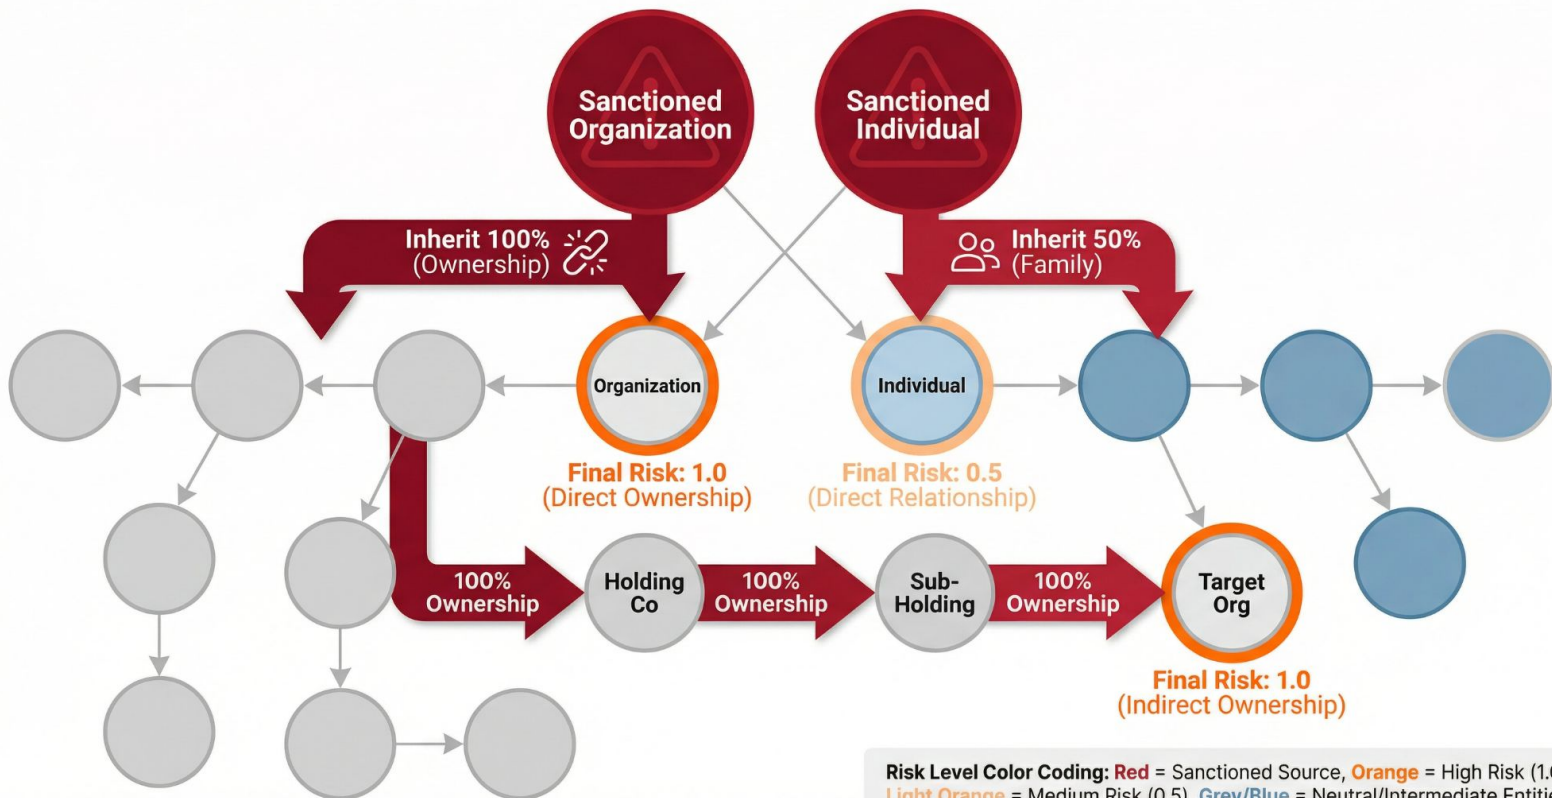 Sanctioned
Organization
Sanctioned
Individual
Inherit 100%
(Ownership)
Inherit 50%
(Family)
Organization
Individual
Final Risk: 1.0
(Direct Ownership)
Final Risk: 0.5
(Direct Relationship)
100%
Ownership
Holding
Co
100%
Ownership
Sub-
Holding
100%
Ownership
Target
Org
Final Risk: 1.0
(Indirect Ownership)
Risk Level Color Coding: Red = Sanctioned Source, Orange = High Risk (1.0
Light Orange = Medium Risk (0.5), Grey/Blue = Neutral/Intermediate Entitie